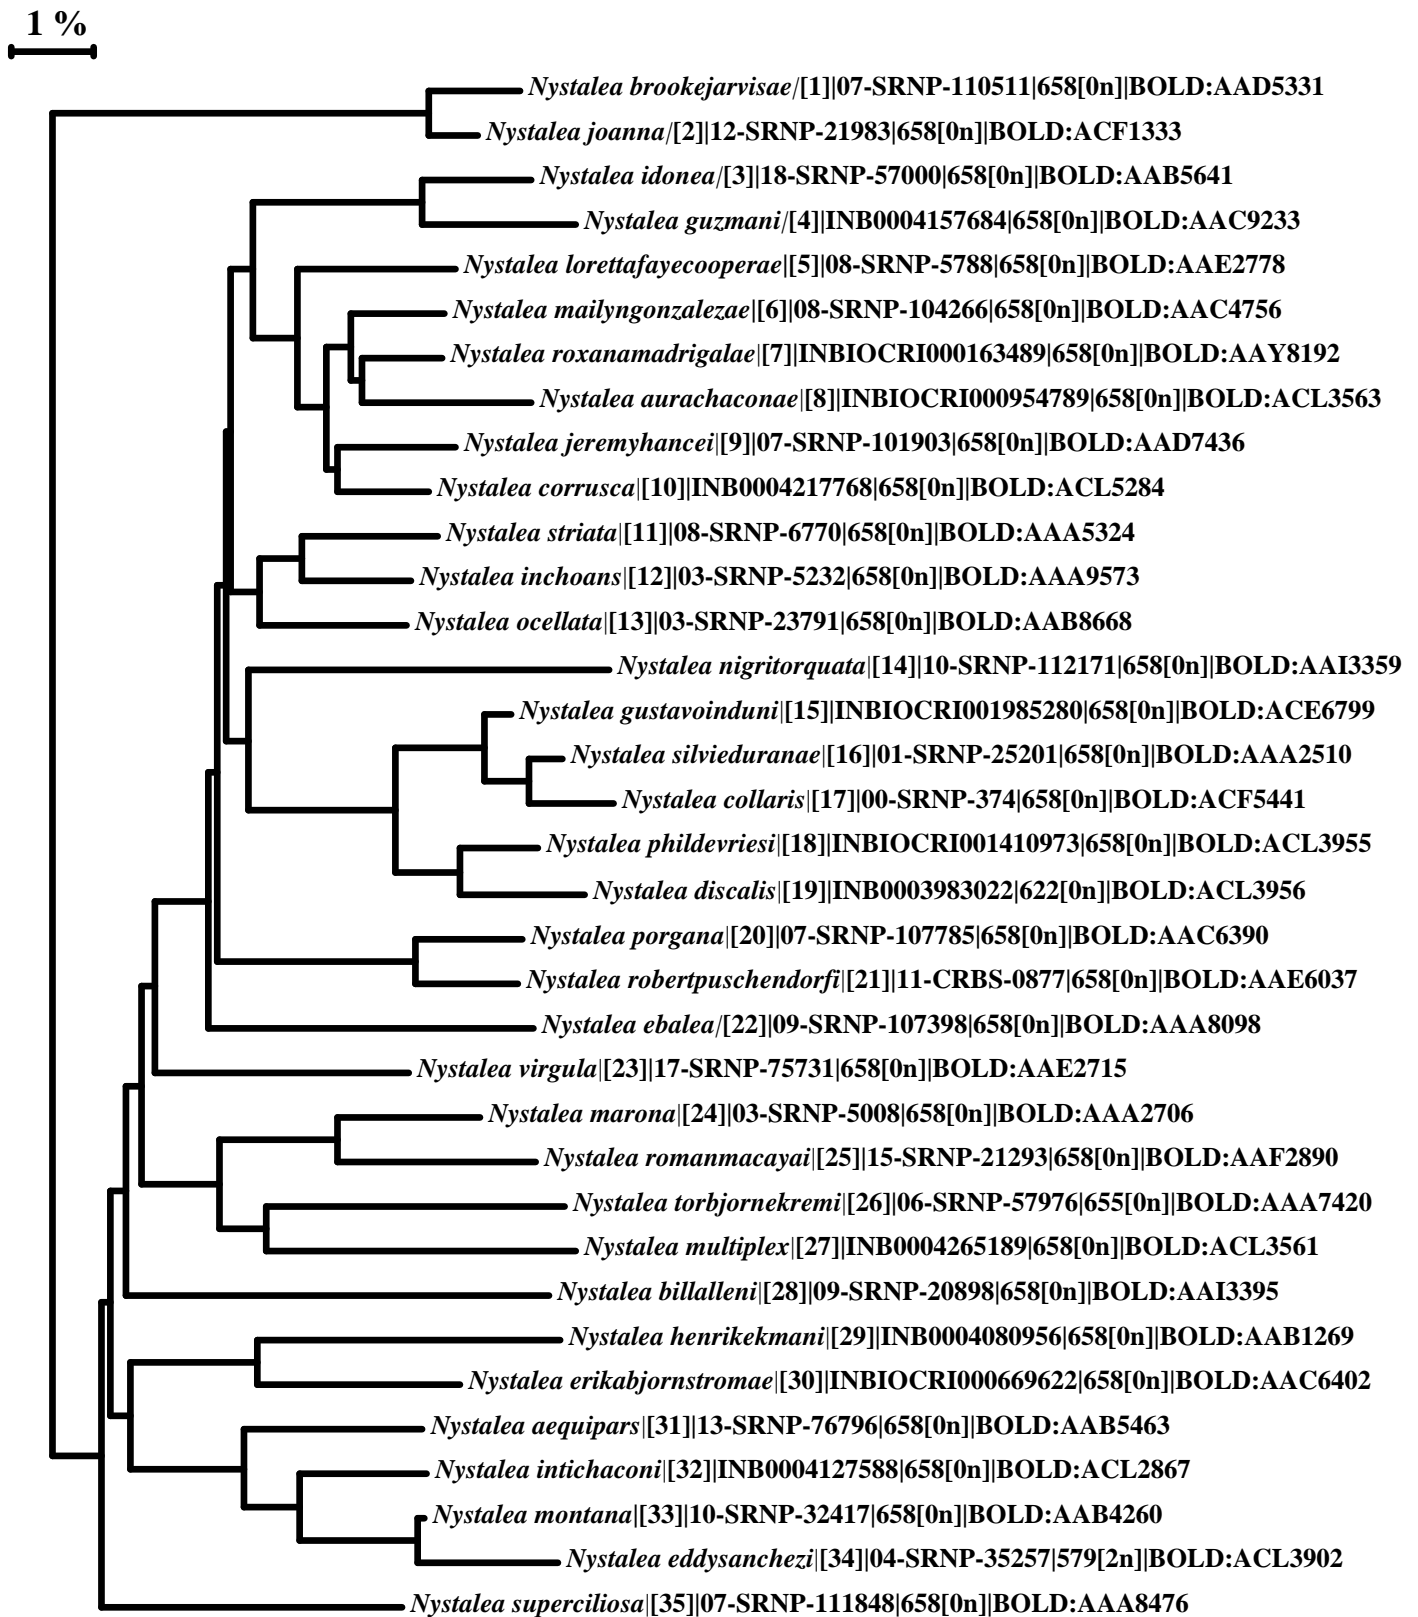 1 %
Nystalea brookejarvisae|[1]|07-SRNP-110511|658[0n]|BOLD:AAD5331
Nystalea joanna|[2]|12-SRNP-21983|658[0n]|BOLD:ACF1333
Nystalea idonea|[3]|18-SRNP-57000|658[0n]|BOLD:AAB5641
Nystalea guzmani|[4]|INB0004157684|658[0n]|BOLD:AAC9233
Nystalea lorettafayecooperae|[5]|08-SRNP-5788|658[0n]|BOLD:AAE2778
Nystalea mailyngonzalezae|[6]|08-SRNP-104266|658[0n]|BOLD:AAC4756
Nystalea roxanamadrigalae|[7]|INBIOCRI000163489|658[0n]|BOLD:AAY8192
Nystalea aurachaconae|[8]|INBIOCRI000954789|658[0n]|BOLD:ACL3563
Nystalea jeremyhancei|[9]|07-SRNP-101903|658[0n]|BOLD:AAD7436
Nystalea corrusca|[10]|INB0004217768|658[0n]|BOLD:ACL5284
Nystalea striata|[11]|08-SRNP-6770|658[0n]|BOLD:AAA5324
Nystalea inchoans|[12]|03-SRNP-5232|658[0n]|BOLD:AAA9573
Nystalea ocellata|[13]|03-SRNP-23791|658[0n]|BOLD:AAB8668
Nystalea nigritorquata|[14]|10-SRNP-112171|658[0n]|BOLD:AAI3359
Nystalea gustavoinduni|[15]|INBIOCRI001985280|658[0n]|BOLD:ACE6799
Nystalea silvieduranae|[16]|01-SRNP-25201|658[0n]|BOLD:AAA2510
Nystalea collaris|[17]|00-SRNP-374|658[0n]|BOLD:ACF5441
Nystalea phildevriesi|[18]|INBIOCRI001410973|658[0n]|BOLD:ACL3955
Nystalea discalis|[19]|INB0003983022|622[0n]|BOLD:ACL3956
Nystalea porgana|[20]|07-SRNP-107785|658[0n]|BOLD:AAC6390
Nystalea robertpuschendorfi|[21]|11-CRBS-0877|658[0n]|BOLD:AAE6037
Nystalea ebalea|[22]|09-SRNP-107398|658[0n]|BOLD:AAA8098
Nystalea virgula|[23]|17-SRNP-75731|658[0n]|BOLD:AAE2715
Nystalea marona|[24]|03-SRNP-5008|658[0n]|BOLD:AAA2706
Nystalea romanmacayai|[25]|15-SRNP-21293|658[0n]|BOLD:AAF2890
Nystalea torbjornekremi|[26]|06-SRNP-57976|655[0n]|BOLD:AAA7420
Nystalea multiplex|[27]|INB0004265189|658[0n]|BOLD:ACL3561
Nystalea billalleni|[28]|09-SRNP-20898|658[0n]|BOLD:AAI3395
Nystalea henrikekmani|[29]|INB0004080956|658[0n]|BOLD:AAB1269
Nystalea erikabjornstromae|[30]|INBIOCRI000669622|658[0n]|BOLD:AAC6402
Nystalea aequipars|[31]|13-SRNP-76796|658[0n]|BOLD:AAB5463
Nystalea intichaconi|[32]|INB0004127588|658[0n]|BOLD:ACL2867
Nystalea montana|[33]|10-SRNP-32417|658[0n]|BOLD:AAB4260
Nystalea eddysanchezi|[34]|04-SRNP-35257|579[2n]|BOLD:ACL3902
Nystalea superciliosa|[35]|07-SRNP-111848|658[0n]|BOLD:AAA8476